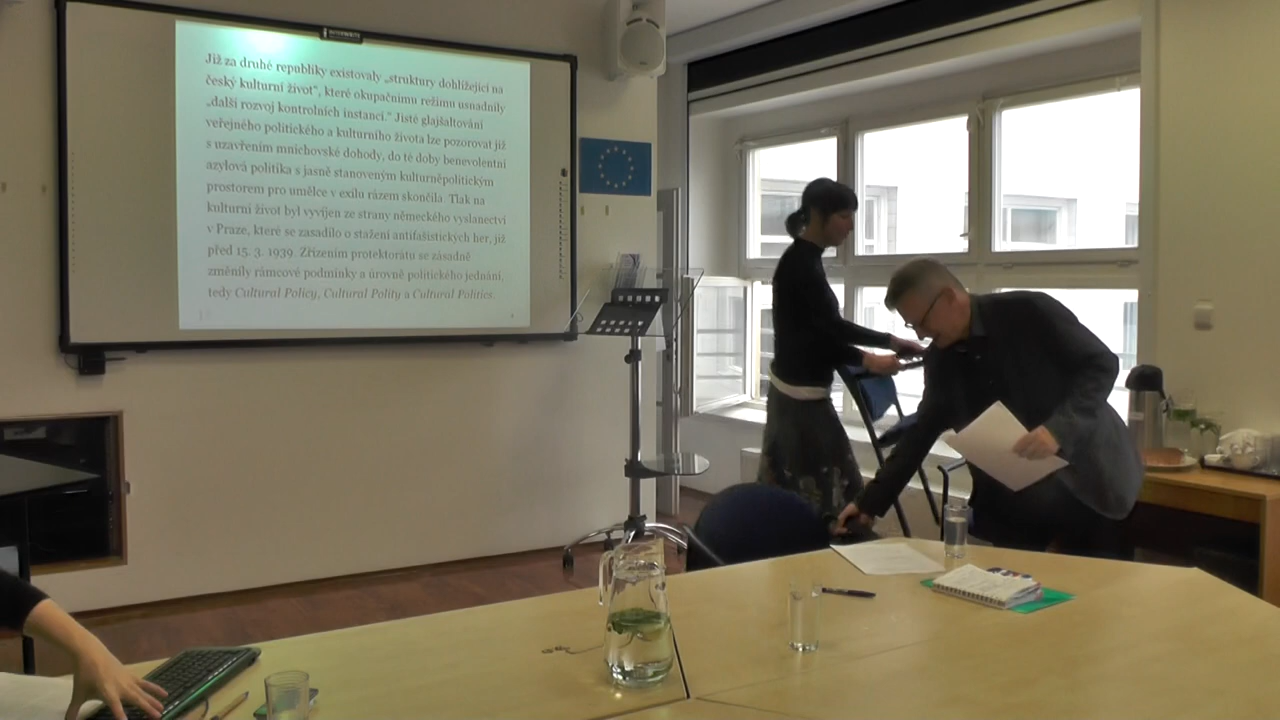 Již za druhé republiky existovaly „struktury dohlížející na
český kulturní život“, které okupačnímu režimu usnadnily
„další rozvoj kontrolních instancí.“ Jisté glajšaltování
veřejného politického a kulturního života lze pozorovat již
s uzavřením mnichovské dohody, do té doby benevolentní
azylová politika s jasně stanoveným kulturněpolitickým
prostorem pro umělce v exilu rázem skončila. Tlak na
kulturní život byl vyvíjen ze strany německého vyslanectví
v Praze, které se zasadilo o stažení antifašistických her, již
před 15. 3. 1939. Zřízením protektorátu se zásadně
změnily rámcové podmínky a úrovně politického jednání,
tedy Cultural Policy, Cultural Polity a Cultural Politics.